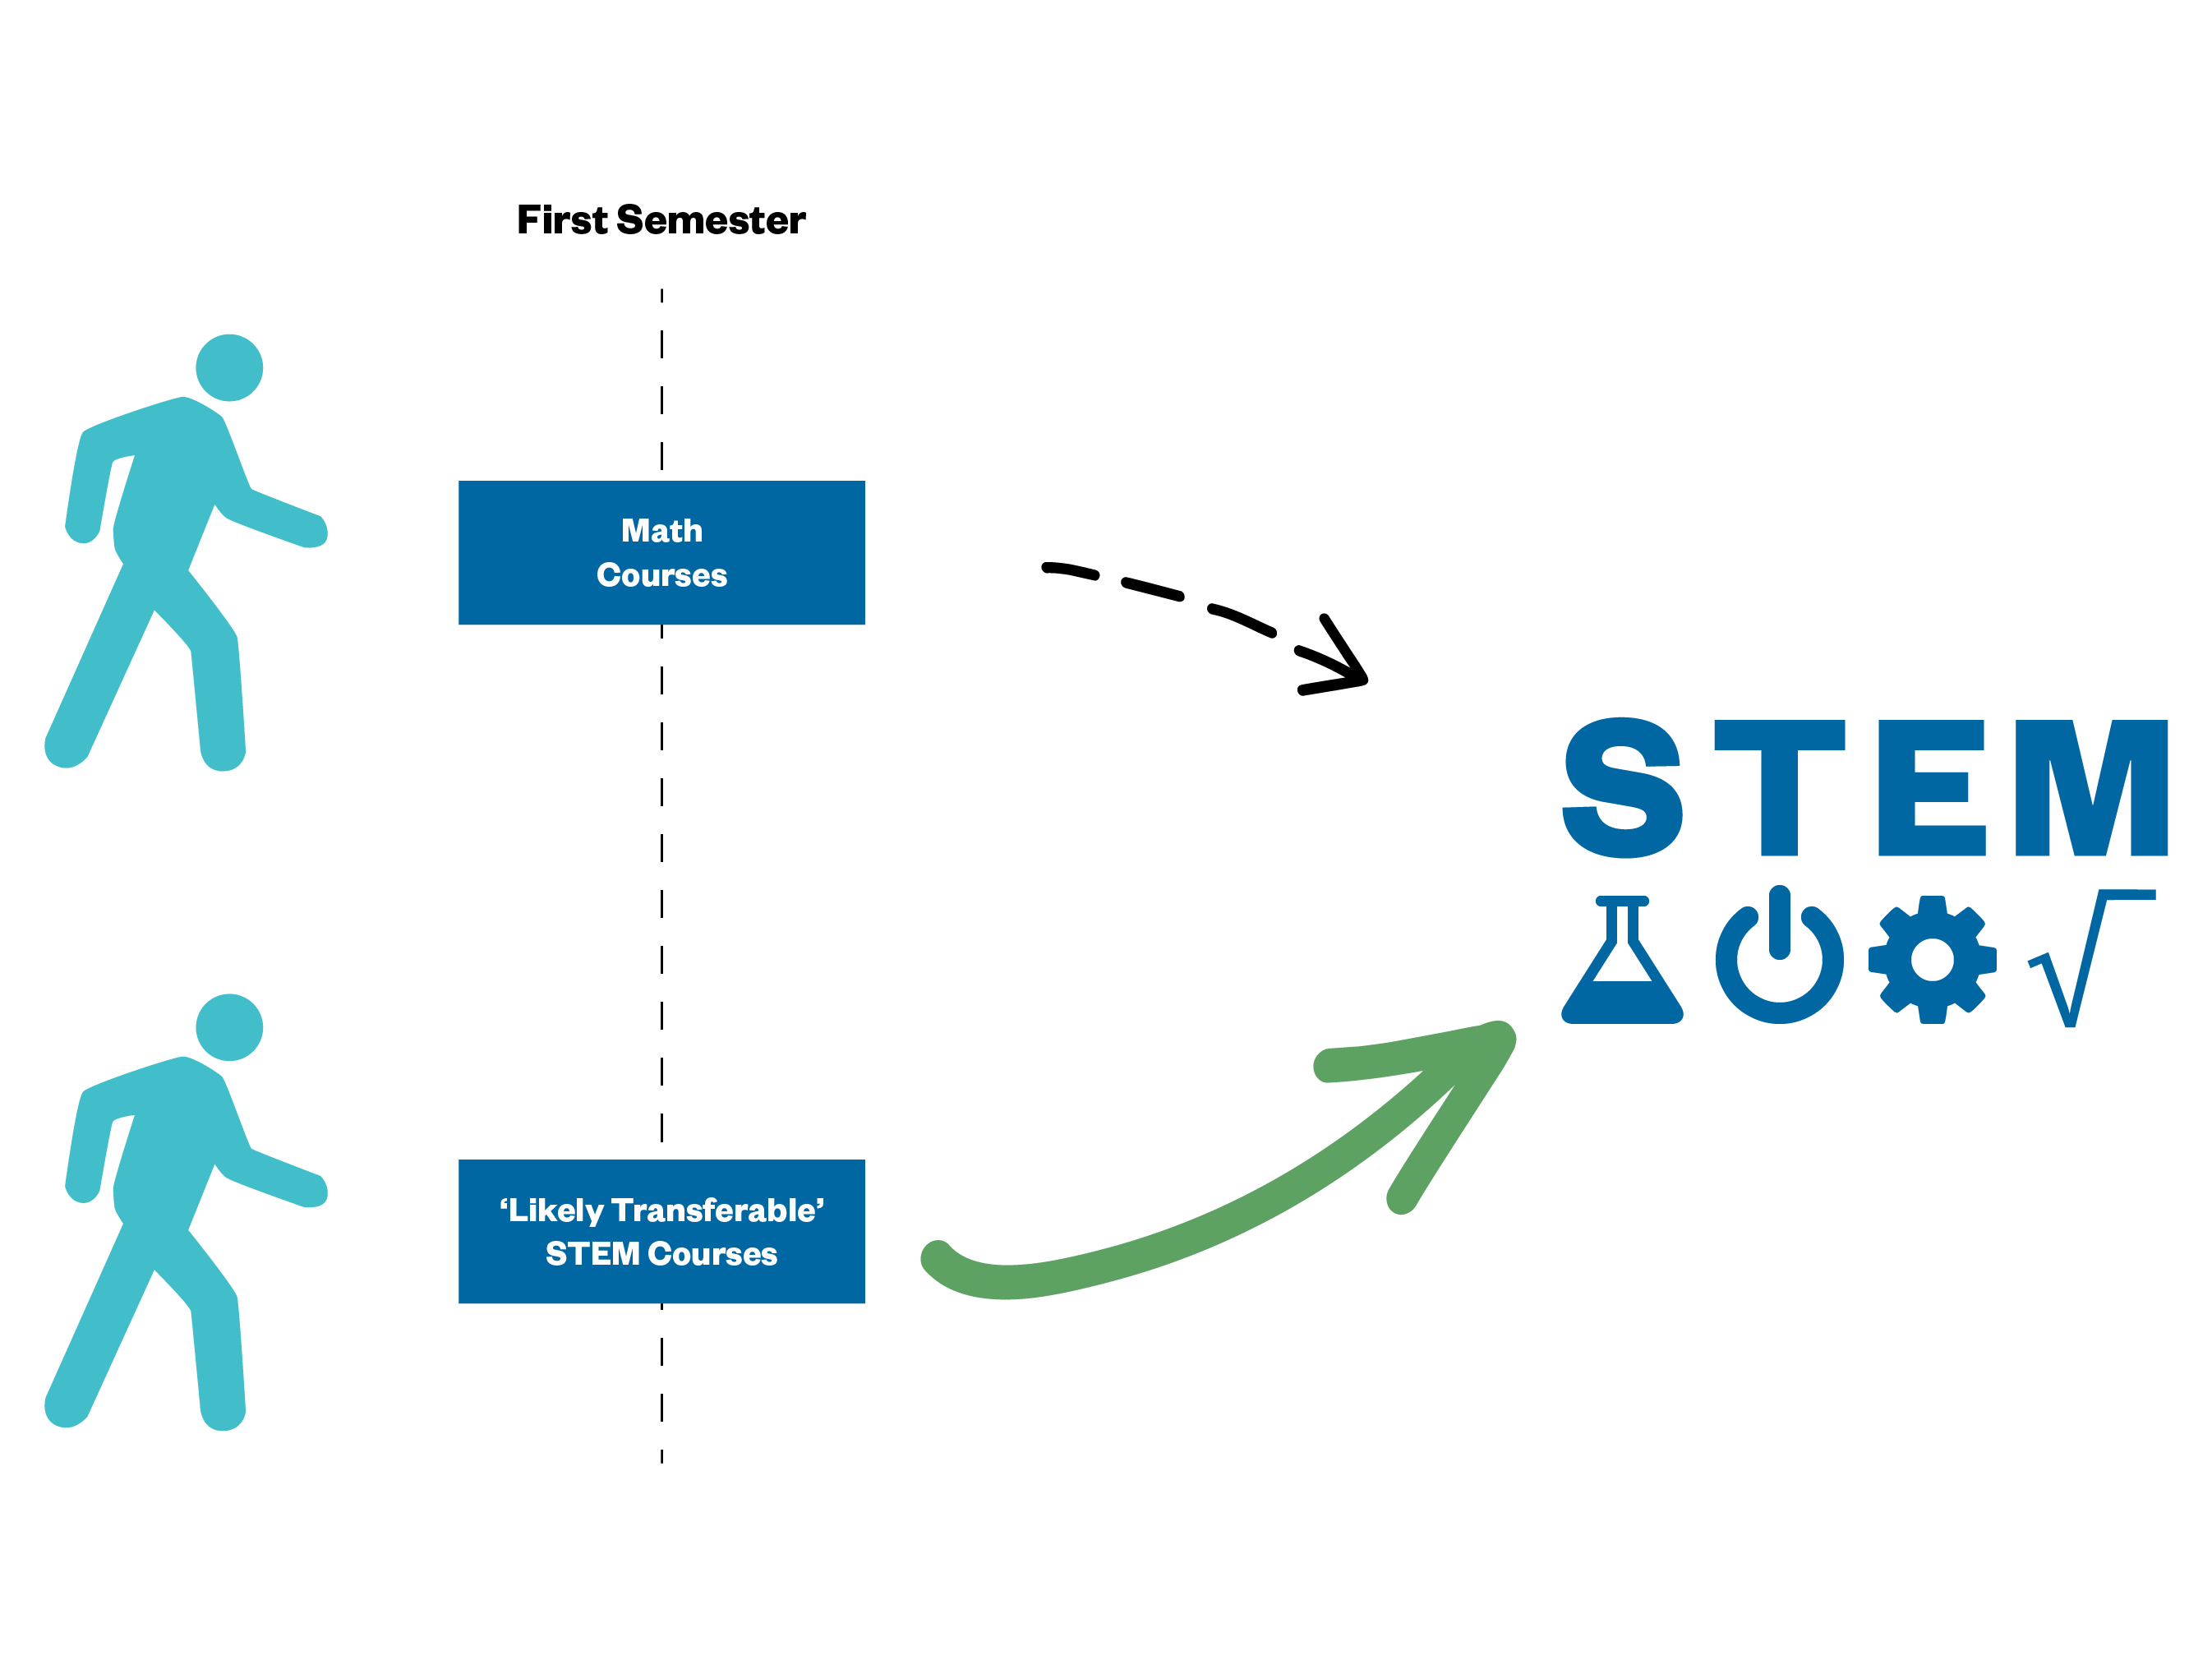 First Semester
Math
Courses
‘Likely Transferable’
STEM Courses
STEM